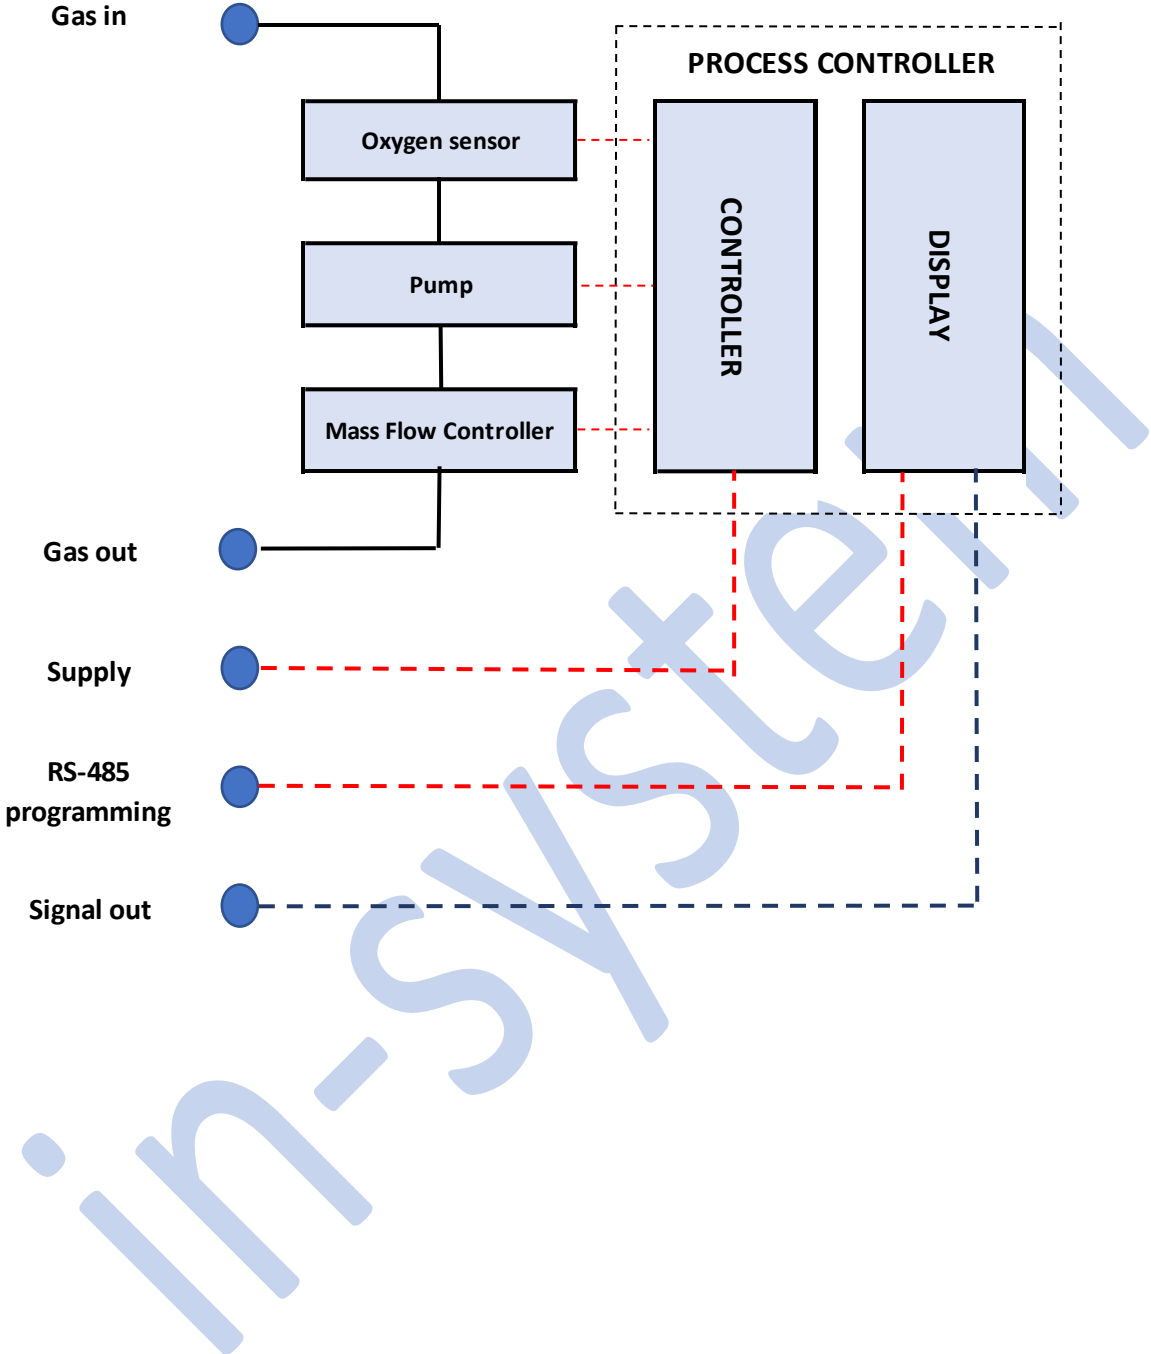 Gas in
PROCESS CONTROLLER
Oxygen sensor
CONTROLLER
DISPLAY
Pump
Mass Flow Controller
Gas out
Supply
RS-485
programming
Signal out
in-system